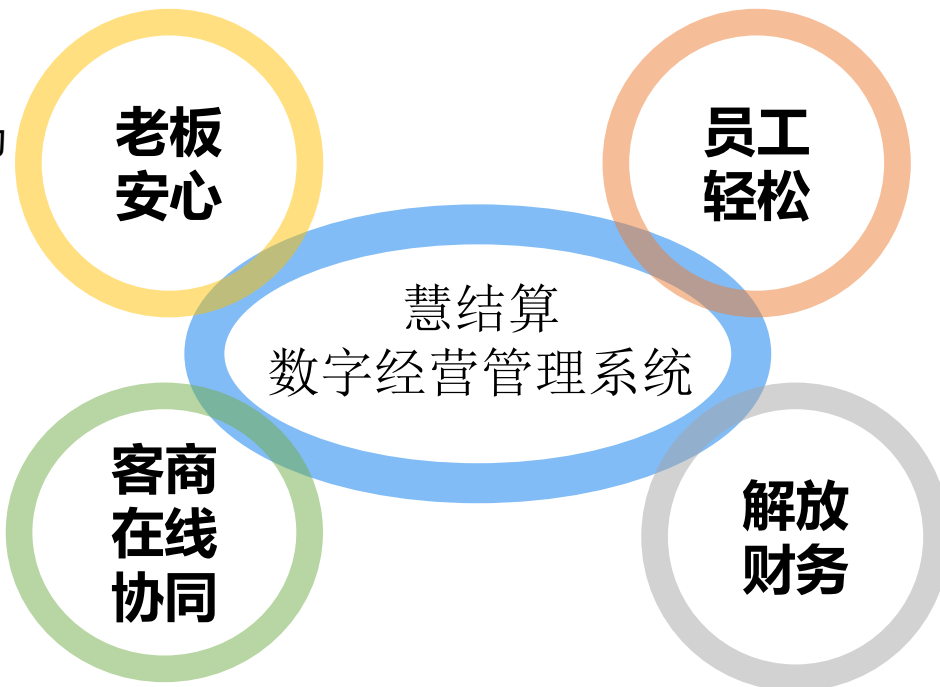 老板
安心
员工
轻松
慧结算
数字经营管理系统
客商
在线
协同
解放
财务